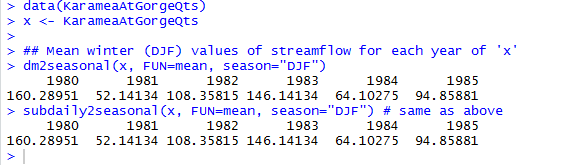 > data(KarameaAtGorgeQts)
> x <- KarameaAtGorgeQts
>
> ## Mean winter (DJF) values of streamflow for each year of 'x'
> dm2seasonal(x, FUN=mean, season="DJF")
1980 1981 1982 1983 1984 1985
160.28951 52.14134 108.35815 146.14134 64.10275 94.85881
> subdaily2seasonal(x, FUN=mean, season="DJF") # same as above
1980 1981 1982 1983 1984 1985
160.28951 52.14134 108.35815 146.14134 64.10275 94.85881
>